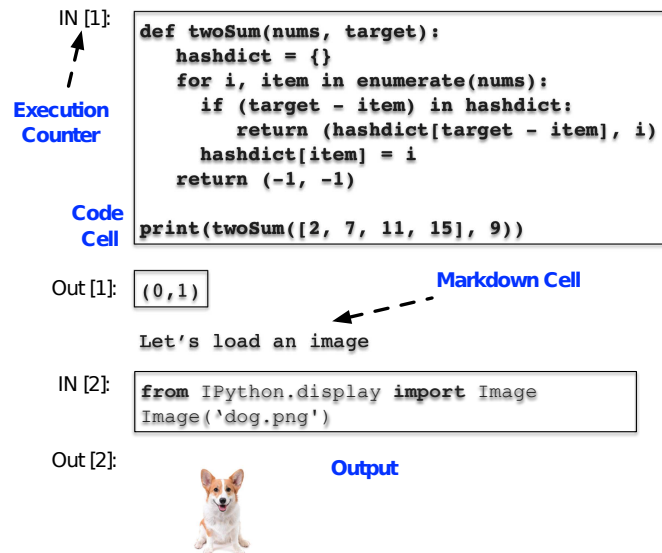 IN [1]:
def twoSum(nums, target):
hashdict = {}
for i, item in enumerate(nums):
if (target - item) in hashdict:
return (hashdict[target - item], i)
hashdict[item] = i
return (-1, -1)
print(twoSum([2, 7, 11, 15], 9))
Execution
Counter
Code
Cell
Out [1]:
(0,1)
Markdown Cell
Let’s load an image
IN [2]:
from IPython.display import Image
Image(‘dog.png')
Out [2]:
Output